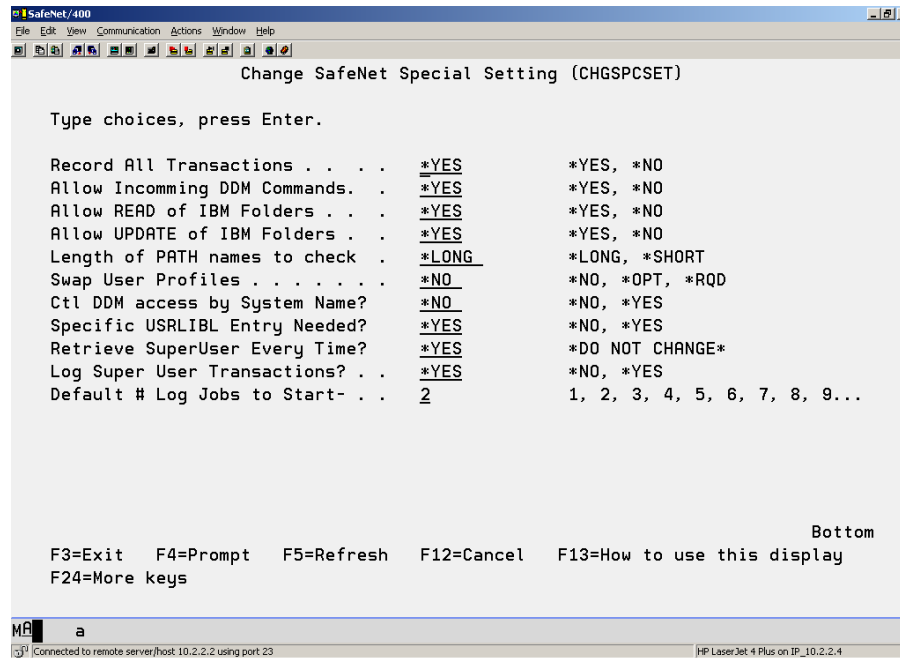 SafeNet/400
File Edit View Communication Actions Window Help
Change SafeNet Special Setting (CHGSPCSET)
Type choices, press Enter.
Record All Transactions . . . . *YES *YES, *NO
Allow Incomming DDM Commands. . *YES *YES, *NO
Allow READ of IBM Folders . . . *YES *YES, *NO
Allow UPDATE of IBM Folders . . *YES *YES, *NO
Length of PATH names to check . *LONG *LONG, *SHORT
Swap User Profiles . . . . . . . *NO *NO, *OPT, *RQD
Ctl DDM access by System Name? *NO *NO, *YES
Specific USRLIBL Entry Needed? *YES *NO, *YES
Retrieve SuperUser Every Time? *YES *DO NOT CHANGE*
Log Super User Transactions? . . *YES *NO, *YES
Default # Log Jobs to Start- . . 2 1, 2, 3, 4, 5, 6, 7, 8, 9...
Bottom
F3=Exit F4=Prompt F5=Refresh F12=Cancel F13=How to use this display
F24=More keys
MA a
Connected to remote server/host 10.2.2.2 using port 23 HP LaserJet 4 Plus on IP_10.2.2.4